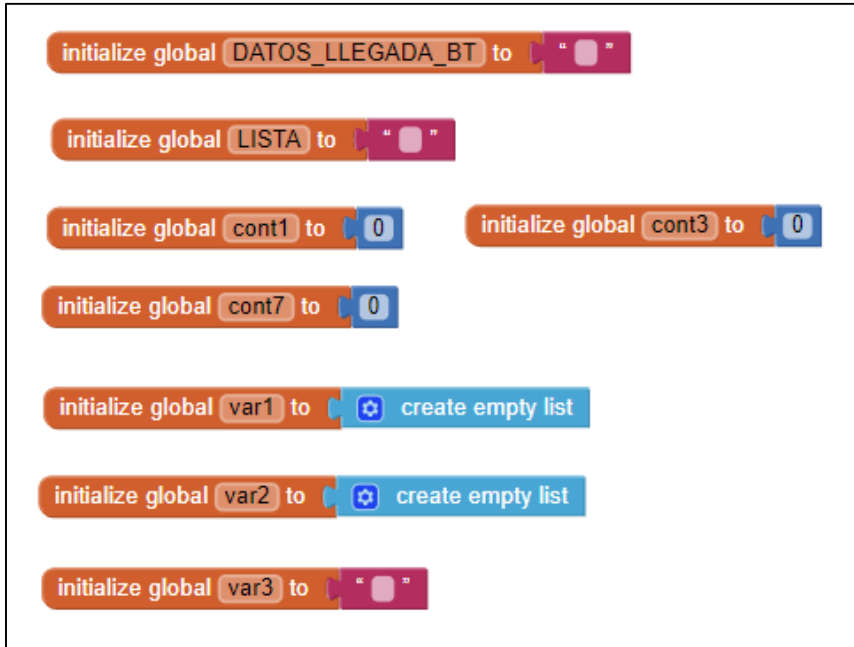 initialize global DATOS_LLEGADA_BT to “ ”
initialize global LISTA to “ ”
initialize global cont1 to 0
initialize global cont3 to 0
initialize global cont7 to 0
initialize global var1 to create empty list
initialize global var2 to create empty list
initialize global var3 to “ ”